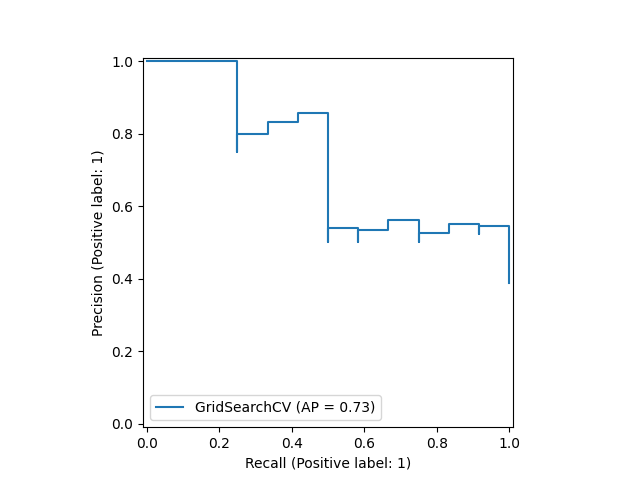 1.0
0.8
0.6
0.4
0.2
0.0
Precision (Positive label: 1)
GridSearchCV (AP = 0.73)
0.0 0.2 0.4 0.6 0.8 1.0
Recall (Positive label: 1)